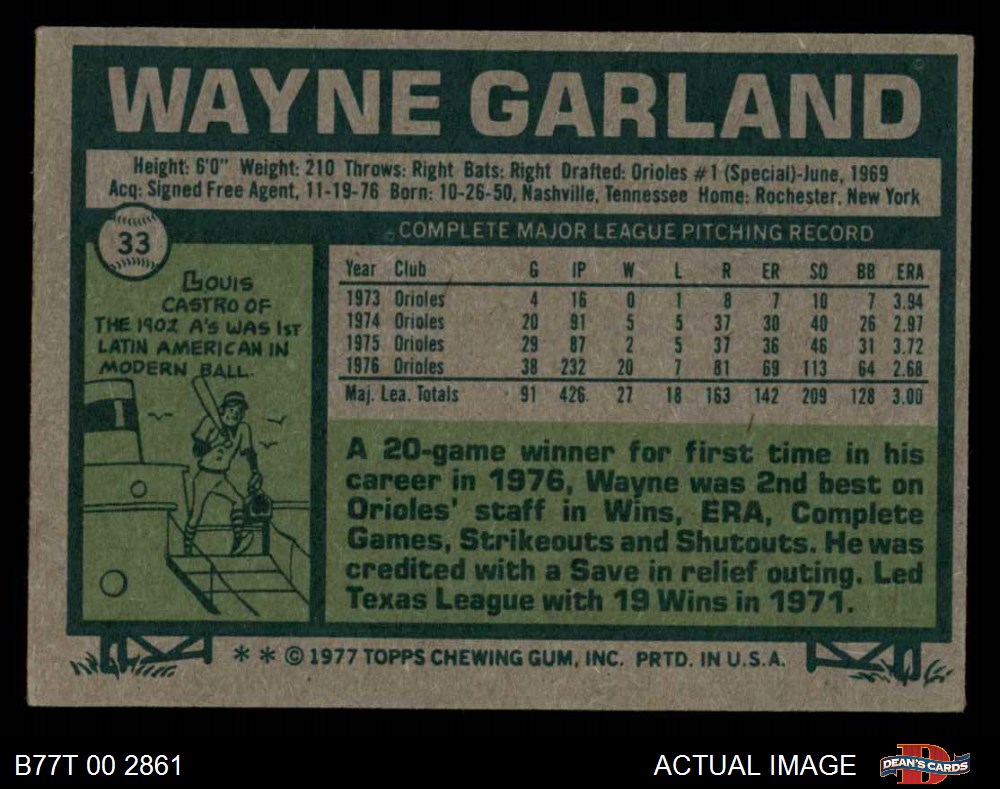 WAYNE GARLAND
Height: 6'0" Weight: 210 Throws: Right Bats: Right Drafted: Orioles #1 (Special)-June, 1969
Acq: Signed Free Agent, 11-19-76 Born: 10-26-50, Nashville, Tennessee Home: Rochester, New York
33
LOUIS
CASTRO OF
THE 1902 A'S WAS 1ST
LATIN AMERICAN IN
MODERN BALL.
COMPLETE MAJOR LEAGUE PITCHING RECORD
Year Club G IP W L R ER SO BB ERA
1973 Orioles 4 16 0 1 8 7 10 7 3.94
1974 Orioles 20 91 5 5 37 30 40 26 2.97
1975 Orioles 29 87 2 5 37 36 46 31 3.72
1976 Orioles 38 232 20 7 81 69 113 64 2.68
Maj. Lea. Totals 91 426 27 18 163 142 209 128 3.00
A 20-game winner for first time in his
career in 1976, Wayne was 2nd best on
Orioles' staff in Wins, ERA, Complete
Games, Strikeouts and Shutouts. He was
credited with a Save in relief outing. Led
Texas League with 19 Wins in 1971.
* * © 1977 TOPPS CHEWING GUM, INC. PRTD. IN U.S.A.
B77T 00 2861
ACTUAL IMAGE
D
DEAN'S CARDS